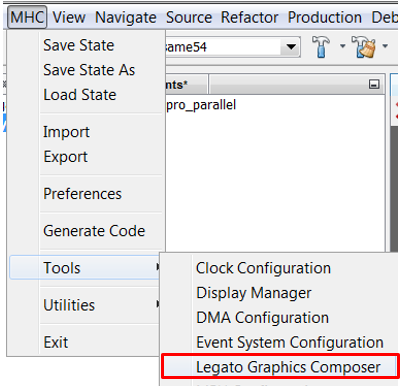 MHC View Navigate Source Refactor Production Deb
Save State
Save State As
Load State
Import
Export
Preferences
Generate Code
Tools
Utilities
Exit
same54
nts*
pro_parallel
Clock Configuration
Display Manager
DMA Configuration
Event System Configuration
Legato Graphics Composer